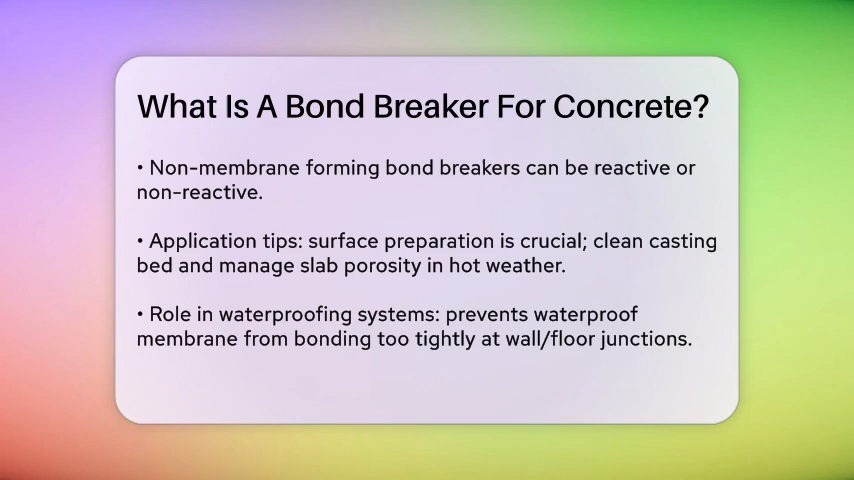 What Is A Bond Breaker For Concrete?
• Non-membrane forming bond breakers can be reactive or
non-reactive.
• Application tips: surface preparation is crucial; clean casting
bed and manage slab porosity in hot weather.
• Role in waterproofing systems: prevents waterproof
membrane from bonding too tightly at wall/floor junctions.